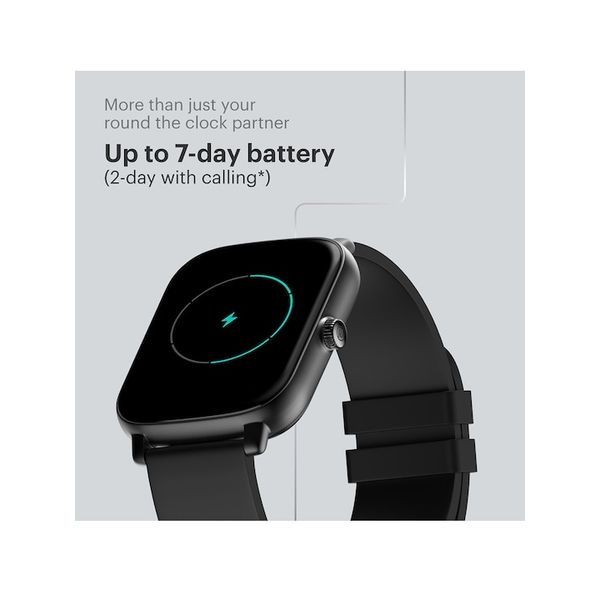 More than just your
round the clock partner
Up to 7-day battery
(2-day with calling*)